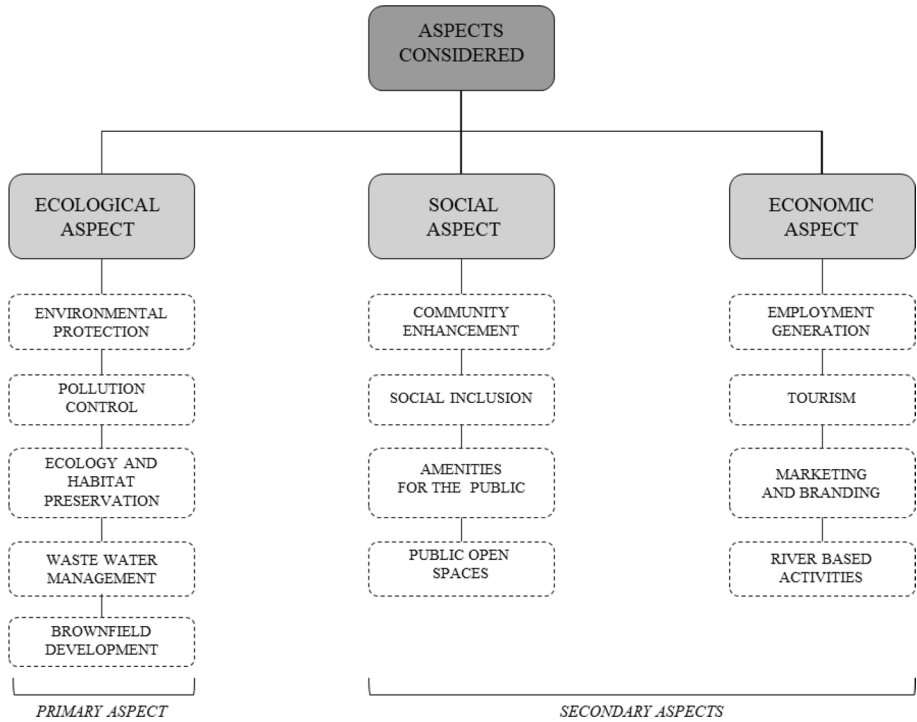 ASPECTS
CONSIDERED
ECOLOGICAL
ASPECT
ENVIRONMENTAL
PROTECTION
POLLUTION
CONTROL
ECOLOGY AND
HABITAT
PRESERVATION
WASTE WATER
MANAGEMENT
BROWNFIELD
DEVELOPMENT
PRIMARY ASPECT
SOCIAL
ASPECT
COMMUNITY
ENHANCEMENT
SOCIAL INCLUSION
AMENITIES
FOR THE PUBLIC
PUBLIC OPEN
SPACES
ECONOMIC
ASPECT
EMPLOYMENT
GENERATION
TOURISM
MARKETING
AND BRANDING
RIVER BASED
ACTIVITIES
SECONDARY ASPECTS